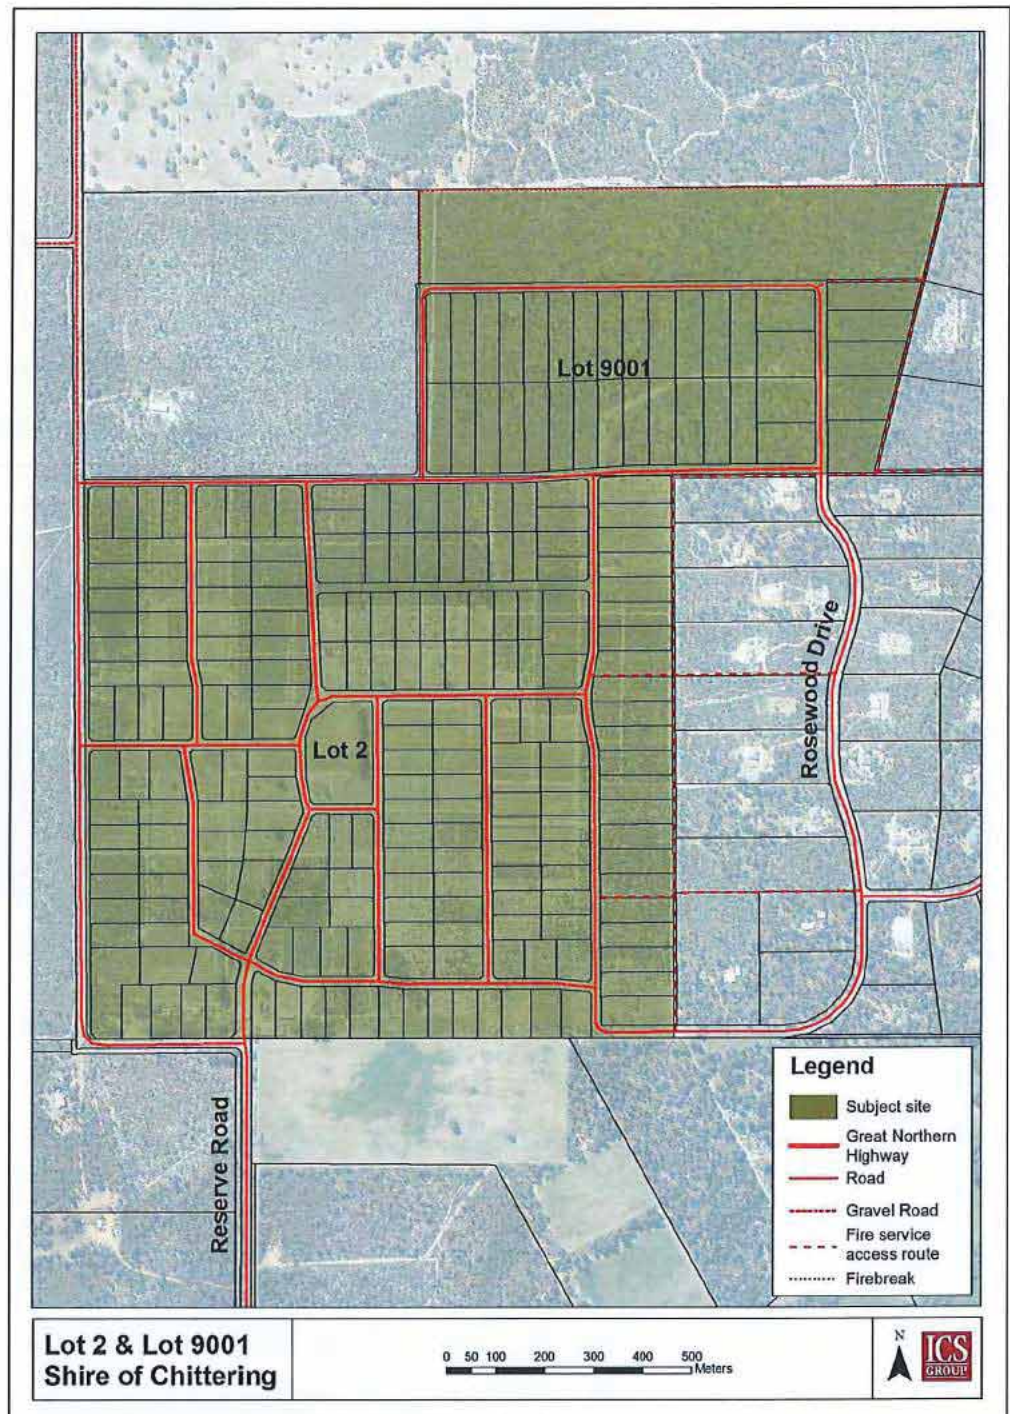 Lot 9001
Rosewood Drive
Lot 2
Reserve Road
Legend
Subject site
Great Northern
Highway
Road
Gravel Road
Fire service
access route
Firebreak
Lot 2 & Lot 9001
Shire of Chittering
0 50 100 200 300 400 500
Meters
N
ICS
GROUP